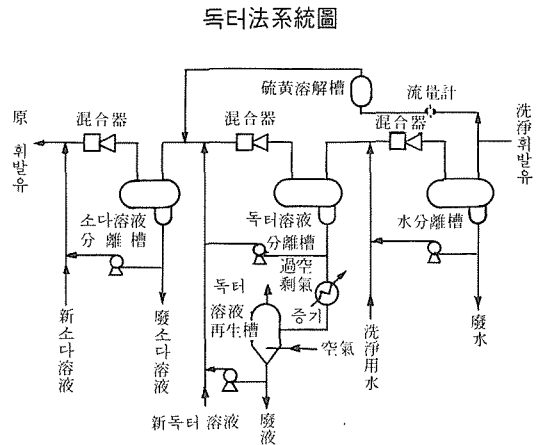 독터法系統圖
硫黄溶解槽
流量計
混合器
混合器
混合器
原
휘발유
洗淨휘발유
소다溶液
分離槽
독터溶液
分離槽
水分離槽
過空
剩氣
독터
溶液
再生槽
증기
空氣
新소다溶液
廢소다溶液
洗淨用水
廢水
新독터 溶液
廢液